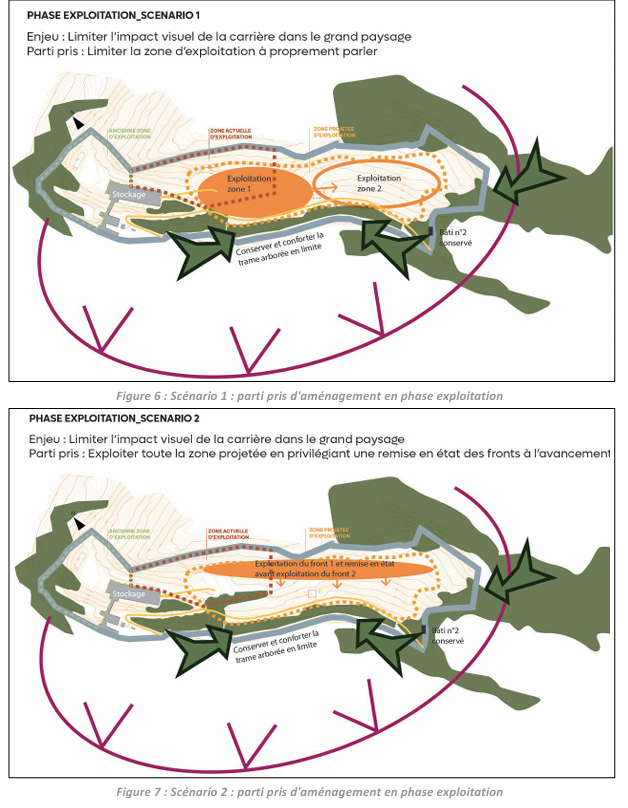 PHASE EXPLOITATION_SCENARIO 1
Enjeu : Limiter l'impact visuel de la carrière dans le grand paysage
Parti pris : Limiter la zone d'exploitation à proprement parler
ANCIENNE ZONE
D'EXPLOITATION
ZONE ACTUELLE
D'EXPLOITATION
ZONE PROJETEE
D'EXPLOITATION
Exploitation
zone 1
Exploitation
zone 2
Stockage
Conserver et conforter la
trame arborée en limite
Bâti n°2
conservé
Figure 6 : Scénario 1 : parti pris d'aménagement en phase exploitation
PHASE EXPLOITATION_SCENARIO 2
Enjeu : Limiter l'impact visuel de la carrière dans le grand paysage
Parti pris : Exploiter toute la zone projetée en privilégiant une remise en état des fronts à l'avancement
ANCIENNE ZONE
D'EXPLOITATION
ZONE ACTUELLE
D'EXPLOITATION
ZONE PROJETEE
D'EXPLOITATION
Exploitation du front 1 et remise en état
avant exploitation du front 2
Stockage
Conserver et conforter la
trame arborée en limite
Bâti n°2
conservé
Figure 7 : Scénario 2 : parti pris d'aménagement en phase exploitation